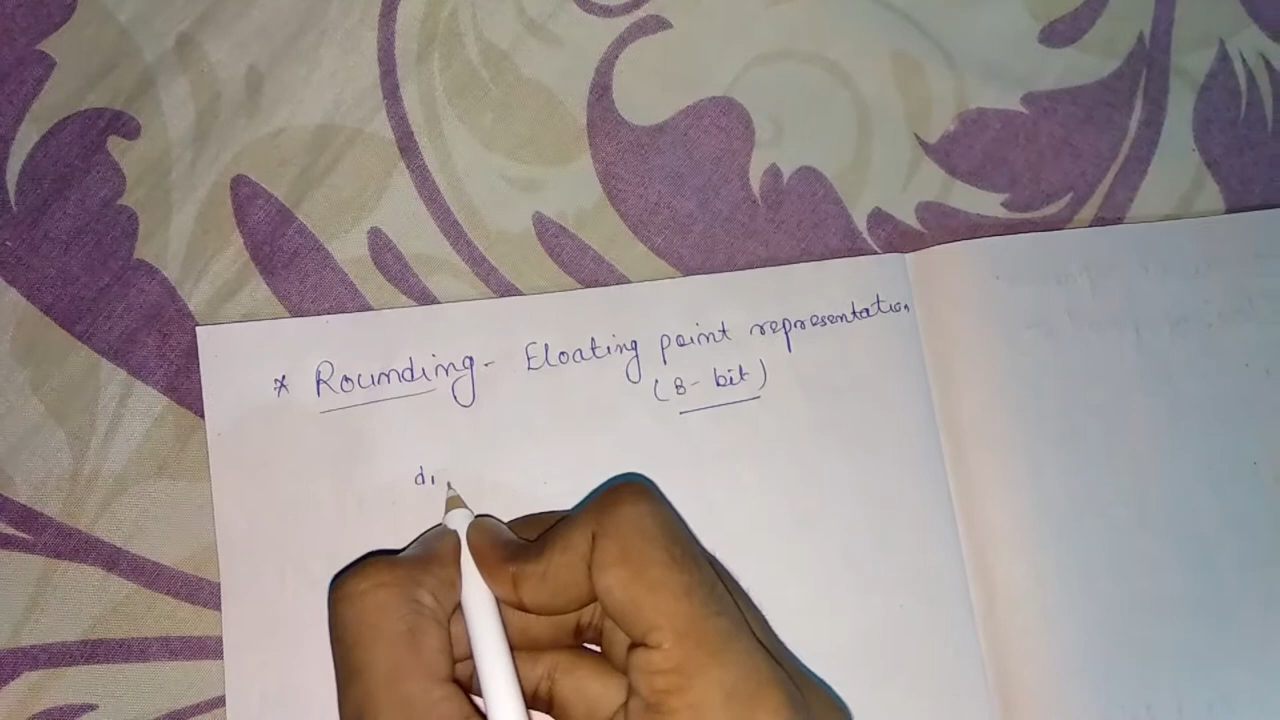 * Rounding - Floating point representation
(8-bit)
d1